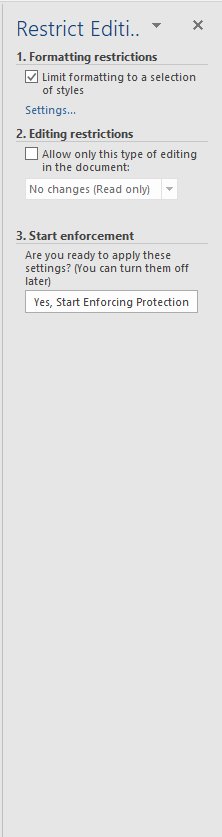 Restrict Editi..
1. Formatting restrictions
Limit formatting to a selection
of styles
Settings...
2. Editing restrictions
Allow only this type of editing
in the document:
No changes (Read only)
3. Start enforcement
Are you ready to apply these
settings? (You can turn them off
later)
Yes, Start Enforcing Protection